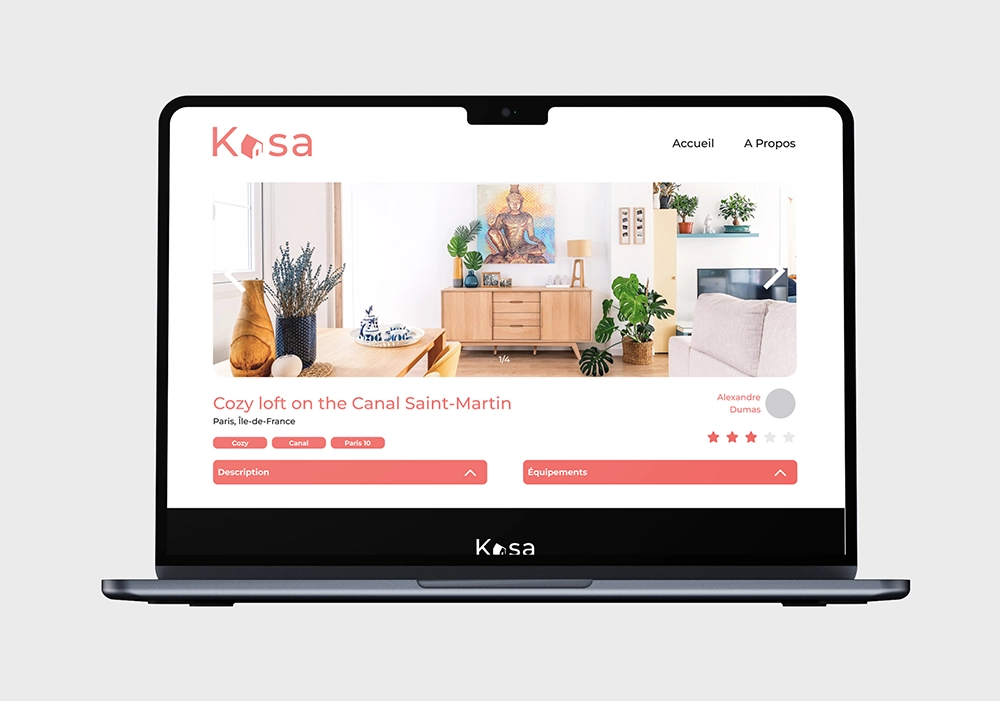 Kasa
Accueil
A Propos
1/4
Cozy loft on the Canal Saint-Martin
Paris, Île-de-France
Alexandre
Dumas
Cozy
Canal
Paris 10
Description
Équipements
Kasa